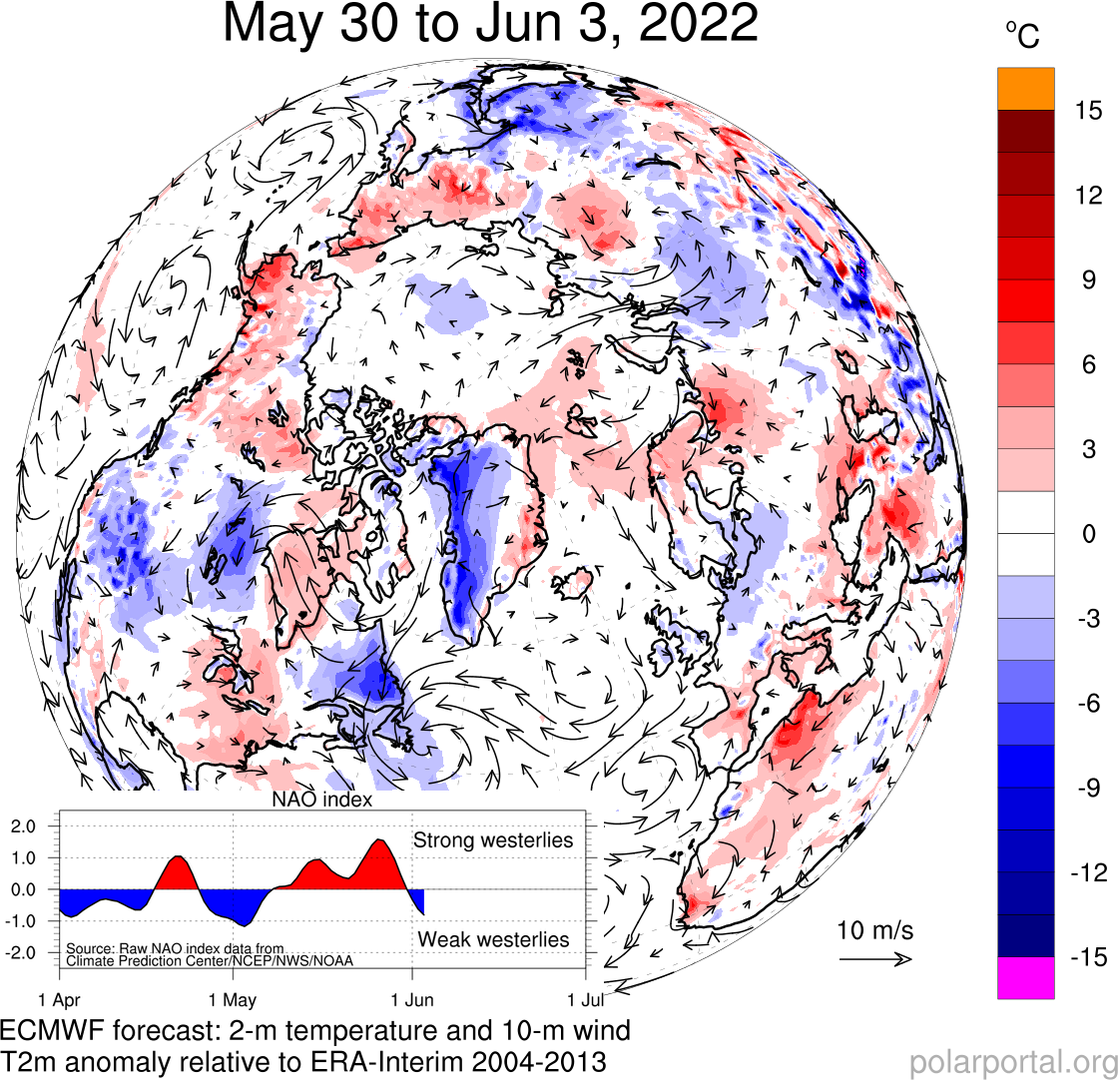 May 30 to Jun 3, 2022
oC
15
12
9
6
3
0
-3
-6
-9
-12
-15
10 m/s
NAO index
2.0
1.0
0.0
-1.0
-2.0
Strong westerlies
Weak westerlies
Source: Raw NAO index data from
Climate Prediction Center/NCEP/NWS/NOAA
1 Apr
1 May
1 Jun
1 Jul
ECMWF forecast: 2-m temperature and 10-m wind
T2m anomaly relative to ERA-Interim 2004-2013
polarportal.org